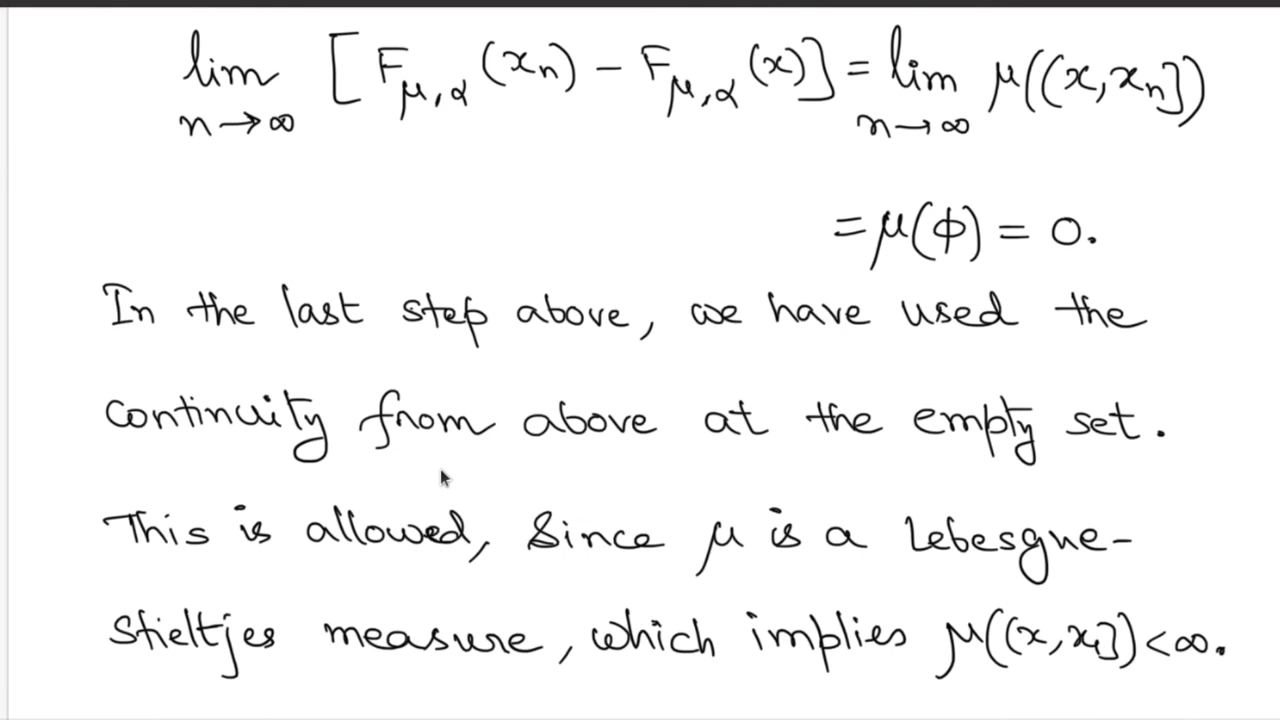 lim n→∞ [F_{μ,α}(x_n) − F_{μ,α}(x)] = lim n→∞ μ((x, x_n])
= μ(ϕ) = 0.
In the last step above, we have used the
continuity from above at the empty set.
This is allowed, since μ is a Lebesgue-
Stieltjes measure, which implies μ((x, x_1]) < ∞.